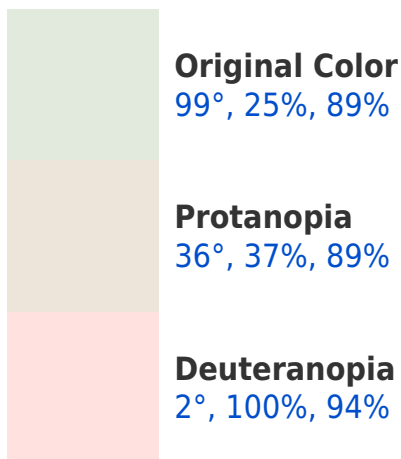 Original Color
99°, 25%, 89%
Protanopia
36°, 37%, 89%
Deuteranopia
2°, 100%, 94%